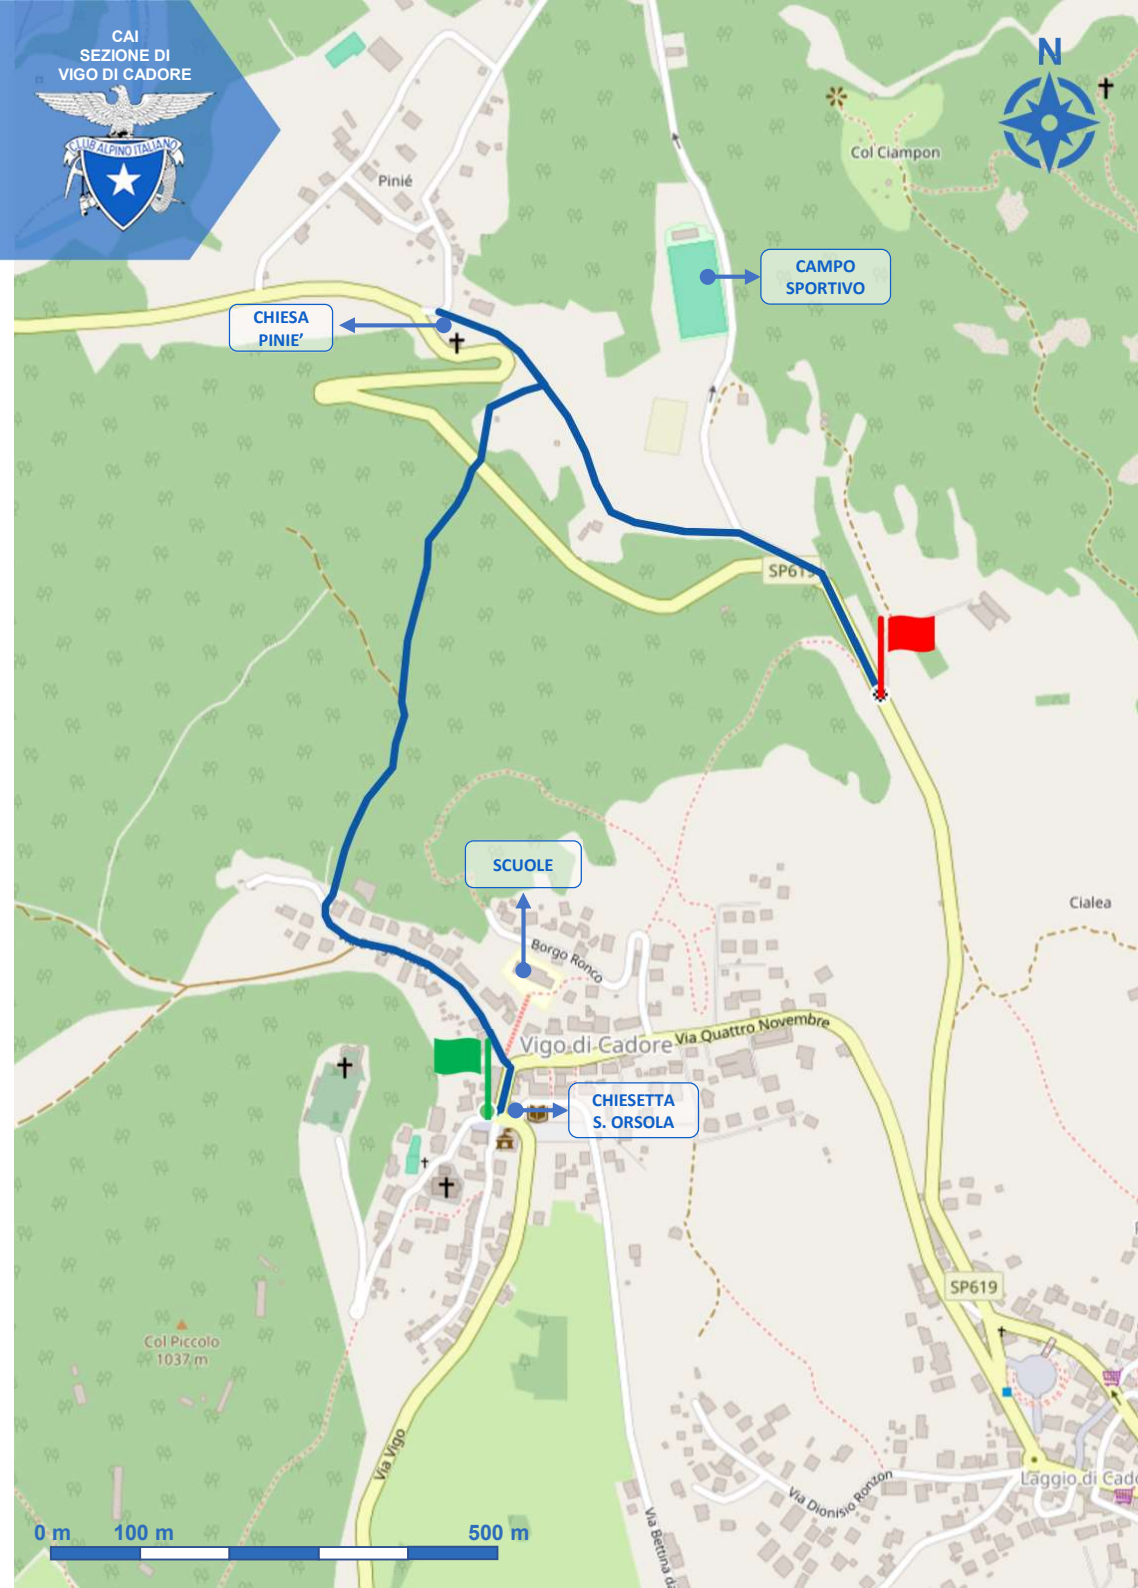 CAI
SEZIONE DI
VIGO DI CADORE
CLUB ALPINO ITALIANO
N
Col Ciampon
Pinié
CAMPO
SPORTIVO
CHIESA
PINIE’
SP619
SCUOLE
Cialea
Borgo Ronco
Via Quattro Novembre
Vigo di Cadore
CHIESETTA
S. ORSOLA
SP619
Col Piccolo
1037 m
Via Vigo
Laggio di Cado
Via Dionisio Ronzon
Via Bettina da
0 m 100 m 500 m